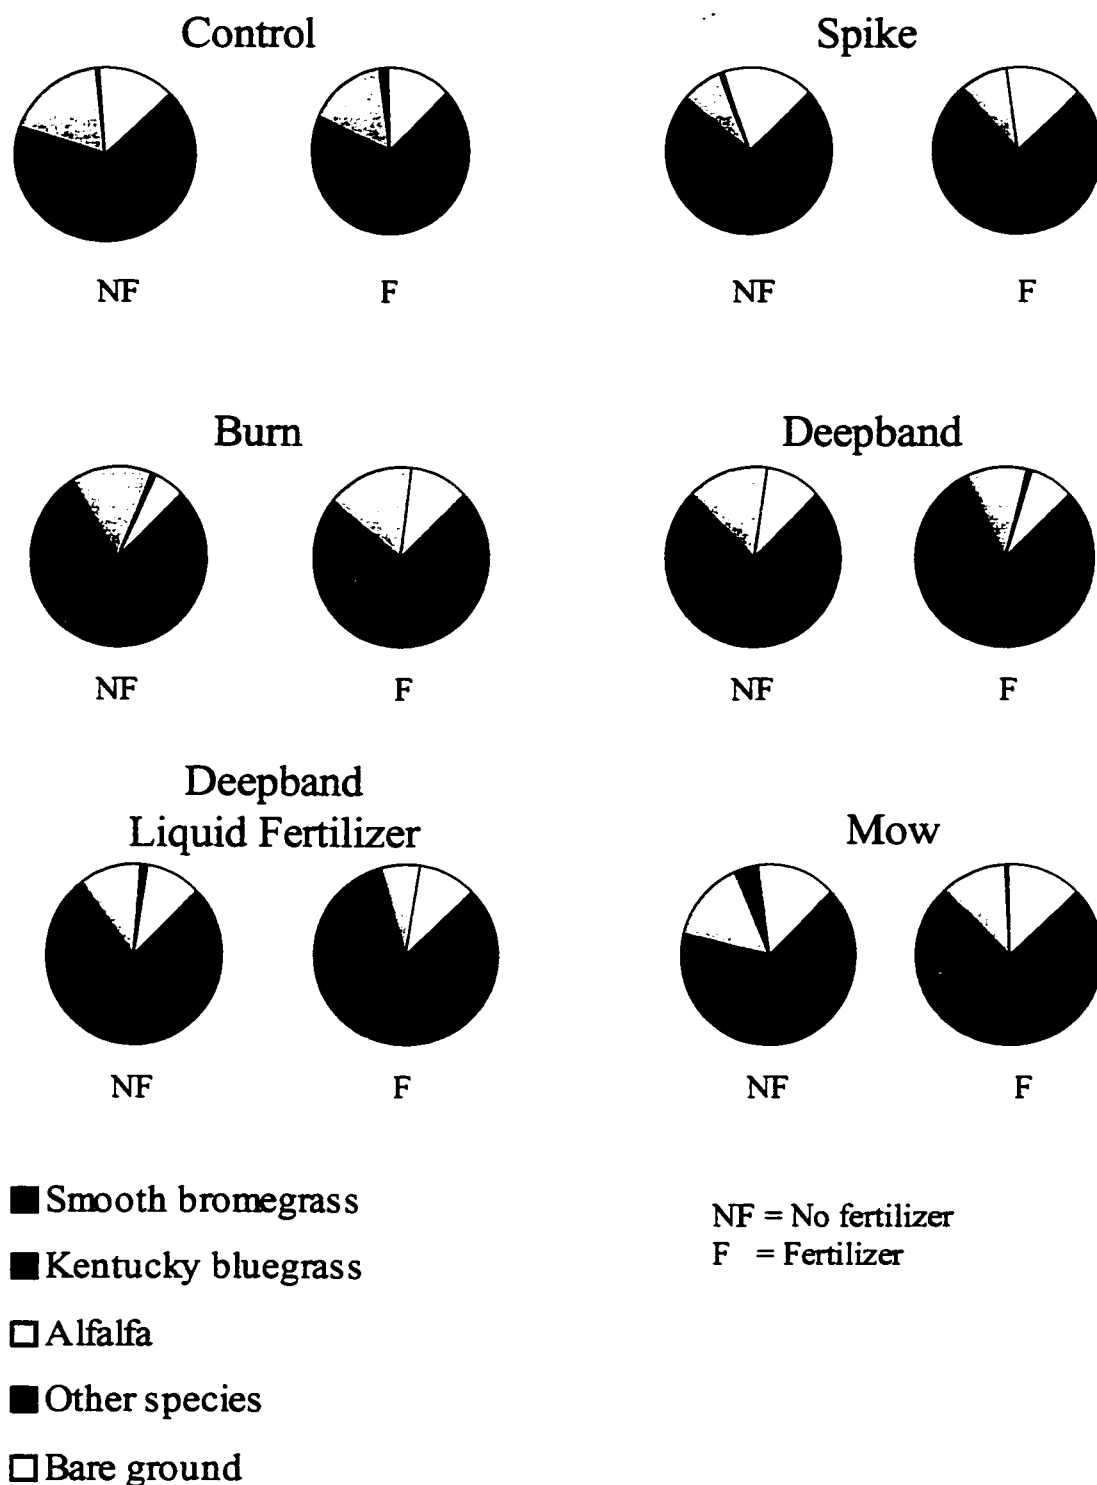 Control
NF
F
Spike
NF
F
Burn
NF
F
Deepband
NF
F
Deepband
Liquid Fertilizer
NF
F
Mow
NF
F
Smooth bromegrass
Kentucky bluegrass
Alfalfa
Other species
Bare ground
NF = No fertilizer
F = Fertilizer